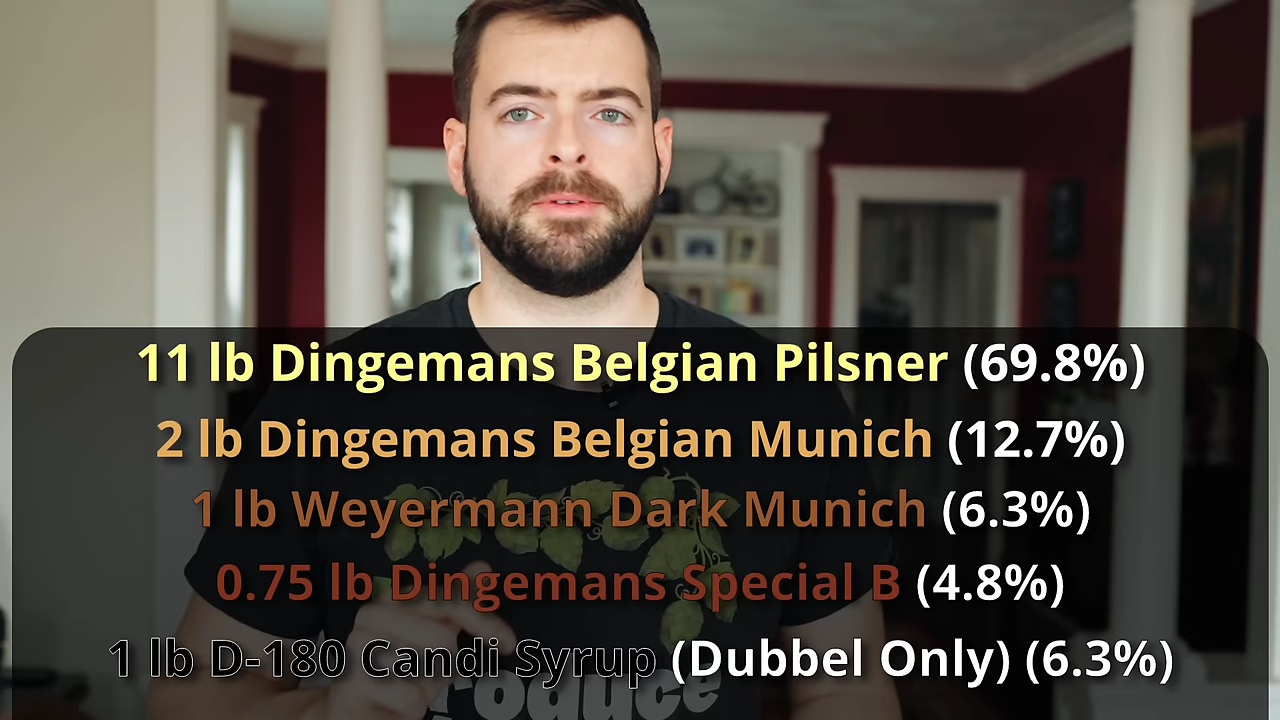 11 lb Dingemans Belgian Pilsner (69.8%)
2 lb Dingemans Belgian Munich (12.7%)
1 lb Weyermann Dark Munich (6.3%)
0.75 lb Dingemans Special B (4.8%)
1 lb D-180 Candi Syrup (Dubbel Only) (6.3%)